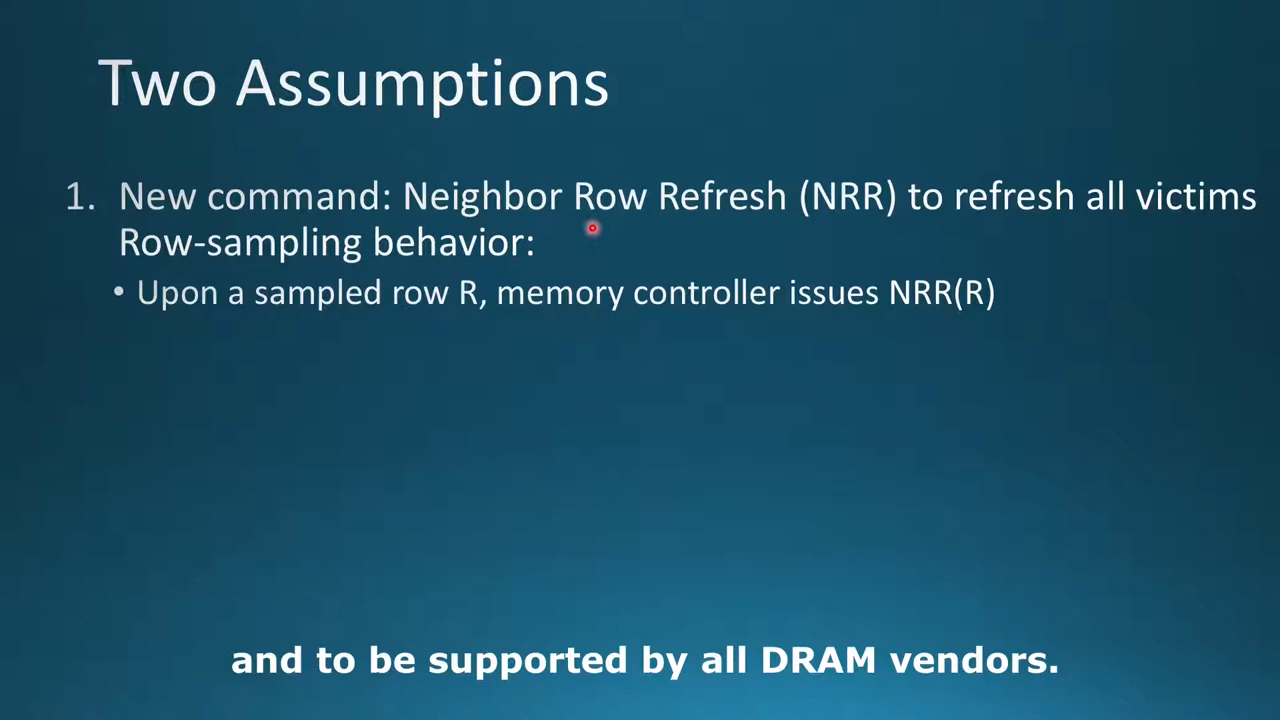 Two Assumptions
1. New command: Neighbor Row Refresh (NRR) to refresh all victims
Row-sampling behavior:
• Upon a sampled row R, memory controller issues NRR(R)
and to be supported by all DRAM vendors.